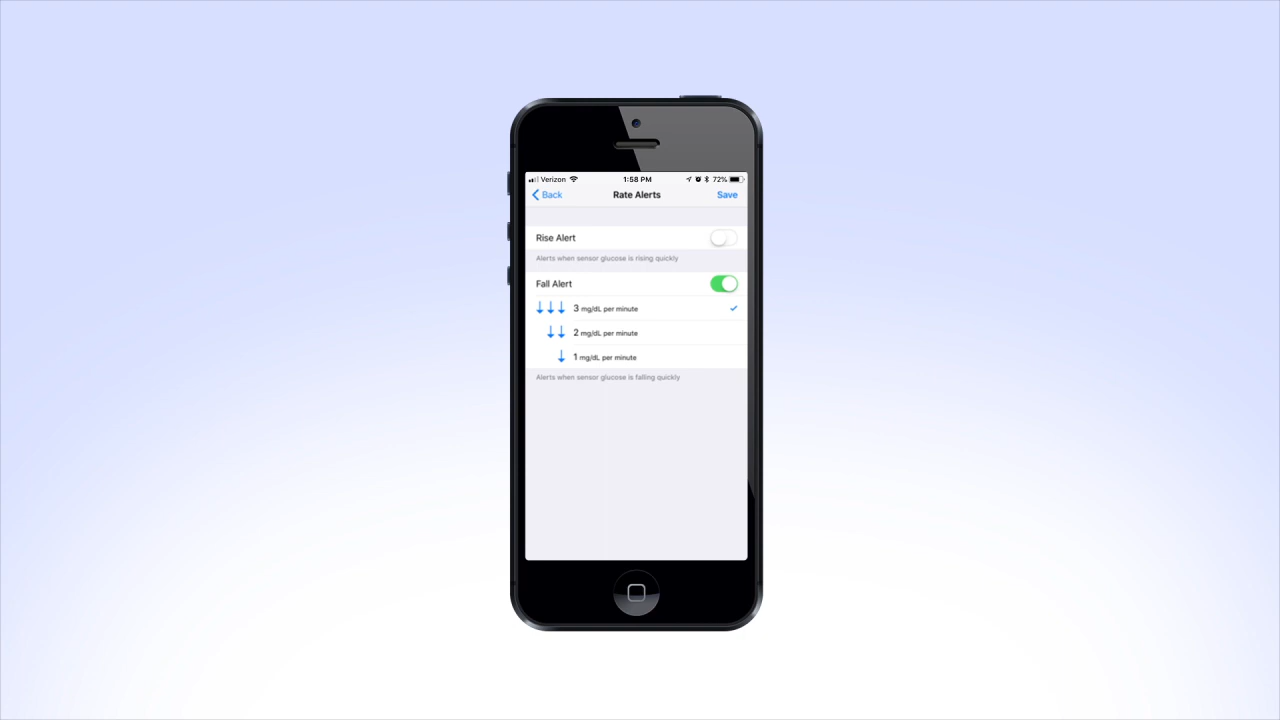 Verizon 1:58 PM 72%
Back Rate Alerts Save
Rise Alert
Alerts when sensor glucose is rising quickly
Fall Alert
3 mg/dL per minute
2 mg/dL per minute
1 mg/dL per minute
Alerts when sensor glucose is falling quickly